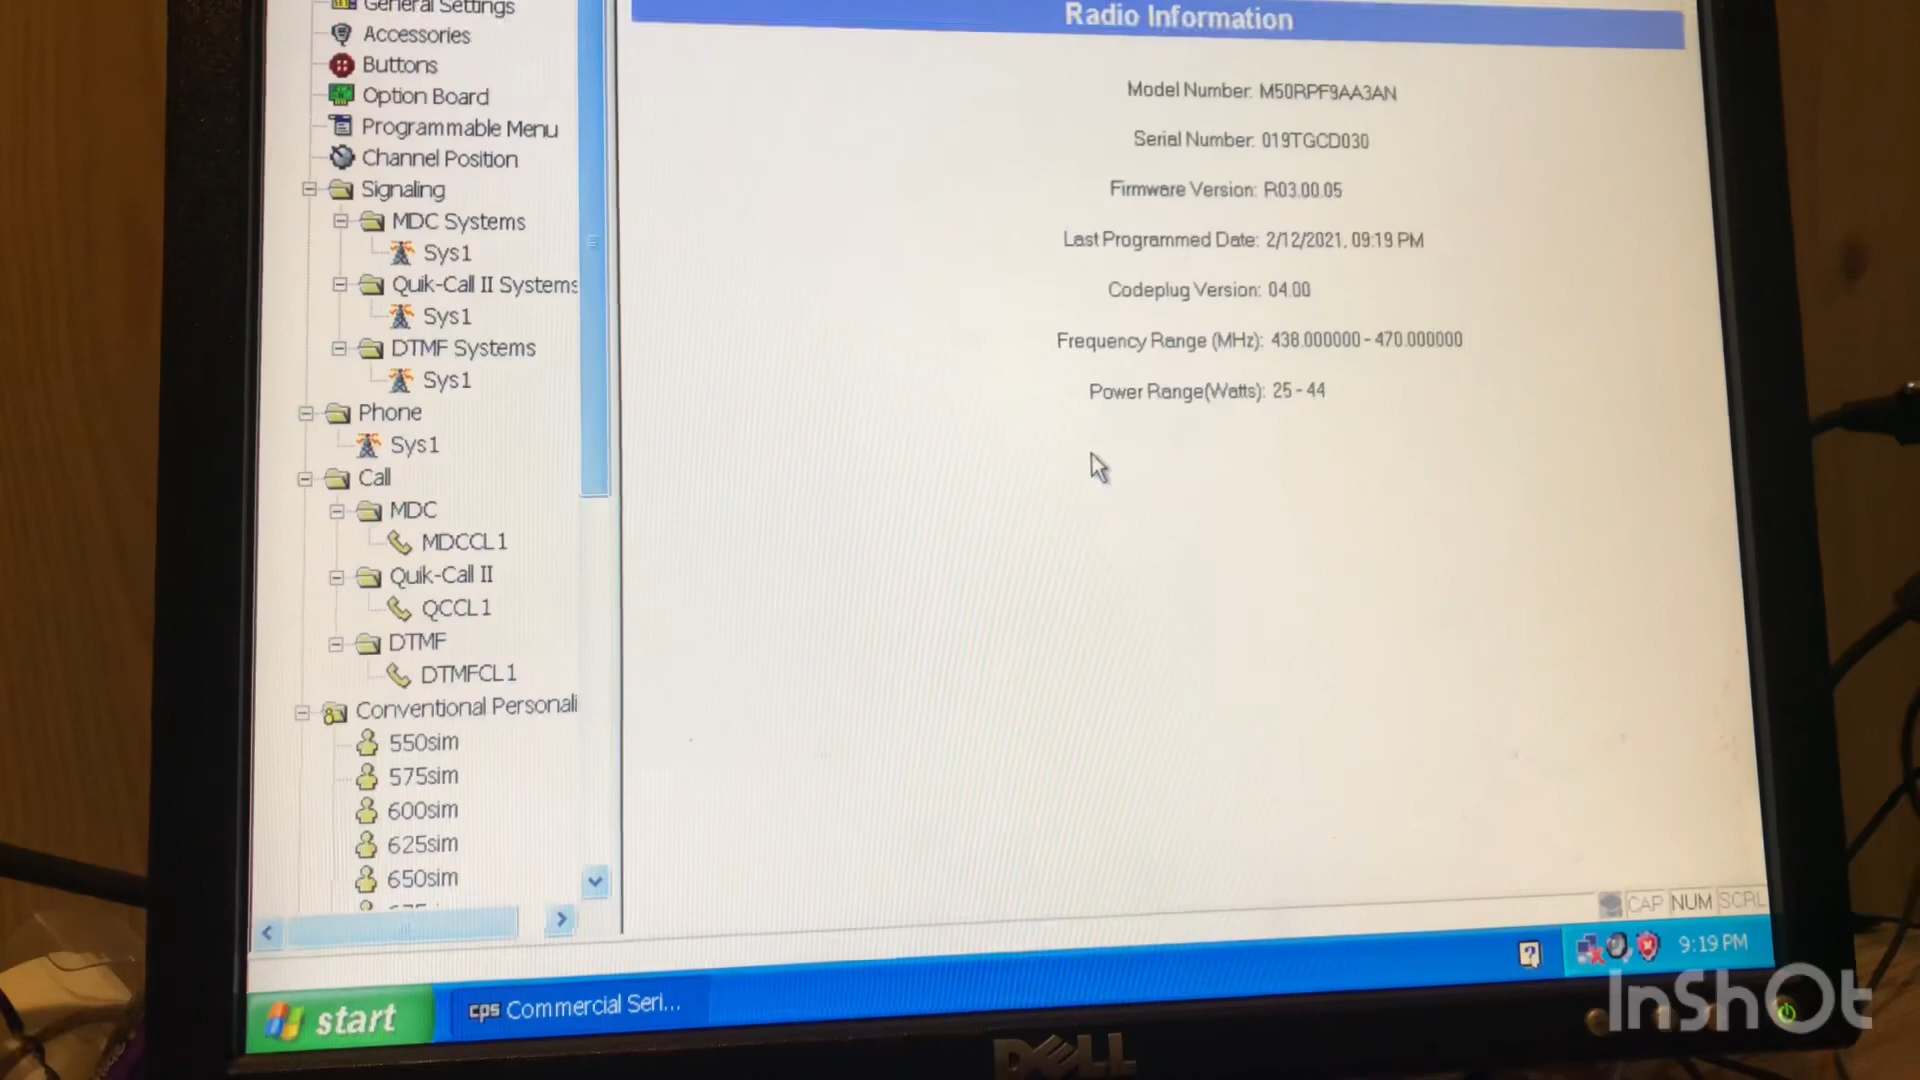 General Settings
Accessories
Buttons
Option Board
Programmable Menu
Channel Position
Signaling
MDC Systems
Sys1
Quik-Call II Systems
Sys1
DTMF Systems
Sys1
Phone
Sys1
Call
MDC
MDCCL1
Quik-Call II
QCCL1
DTMF
DTMFCL1
Conventional Personali
550sim
575sim
600sim
625sim
650sim
Radio Information
Model Number: M50RPF9AA3AN
Serial Number: 019TGCD030
Firmware Version: R03.00.05
Last Programmed Date: 2/12/2021, 09:19 PM
Codeplug Version: 04.00
Frequency Range (MHz): 438.000000 - 470.000000
Power Range(Watts): 25 - 44
CAP NUM SCRL
start
cps Commercial Seri...
9:19 PM
InShOt
DELL